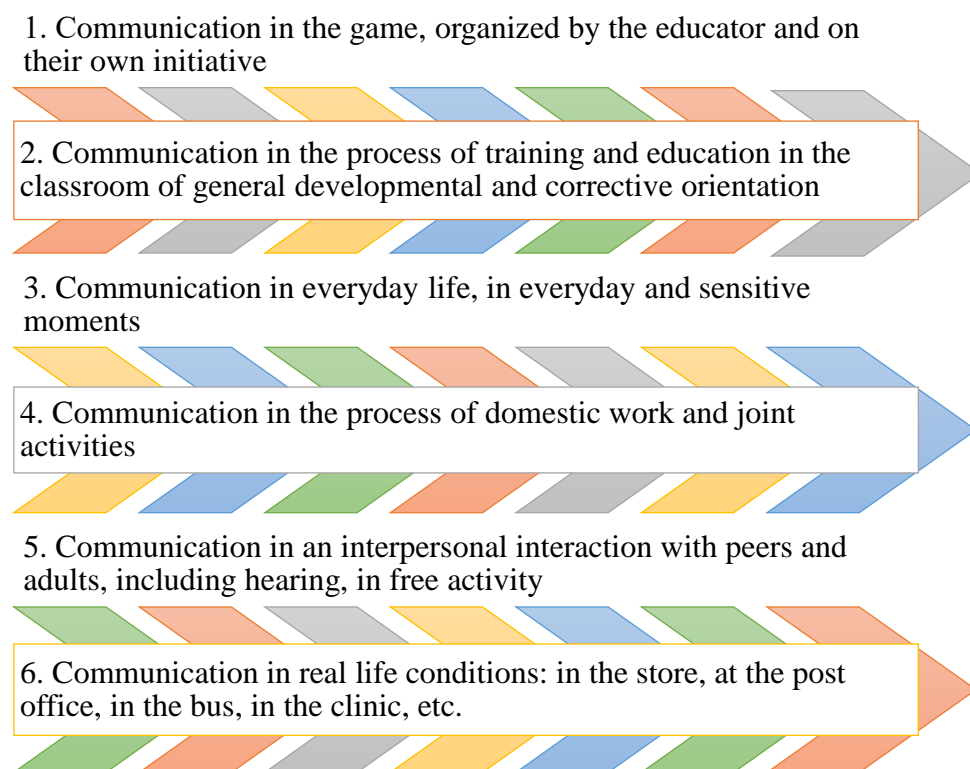 1. Communication in the game, organized by the educator and on
their own initiative
2. Communication in the process of training and education in the
classroom of general developmental and corrective orientation
3. Communication in everyday life, in everyday and sensitive
moments
4. Communication in the process of domestic work and joint
activities
5. Communication in an interpersonal interaction with peers and
adults, including hearing, in free activity
6. Communication in real life conditions: in the store, at the post
office, in the bus, in the clinic, etc.